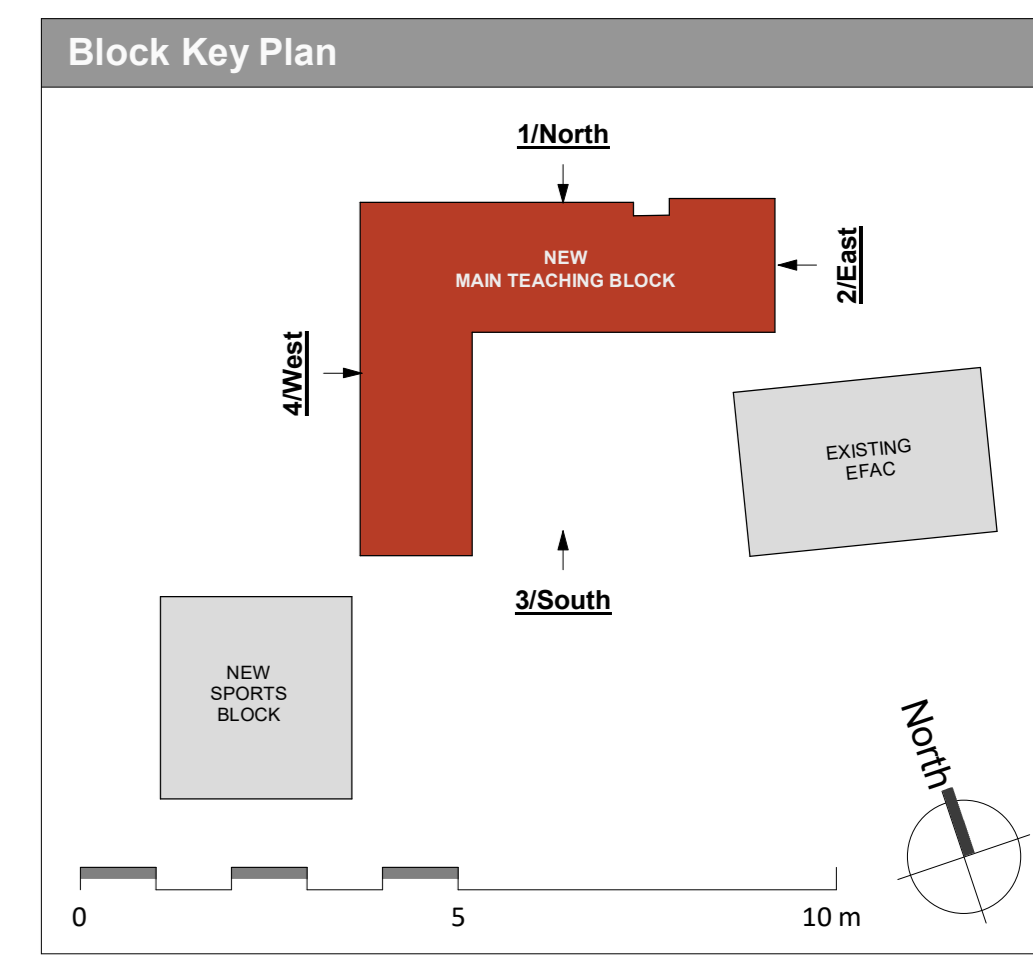 Block Key Plan
1/North
NEW
MAIN TEACHING BLOCK
2/East
4/West
EXISTING
EFAC
3/South
NEW
SPORTS
BLOCK
North
0 5 10 m